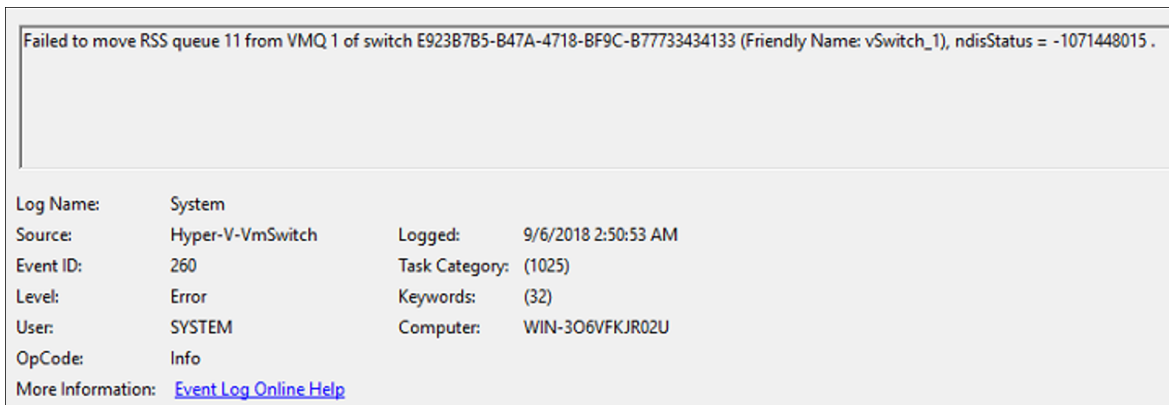 Failed to move RSS queue 11 from VMQ 1 of switch E923B7B5-B47A-4718-BF9C-B77733434133 (Friendly Name: vSwitch_1), ndisStatus = -1071448015 .
Log Name: System
Source: Hyper-V-VmSwitch Logged: 9/6/2018 2:50:53 AM
Event ID: 260 Task Category: (1025)
Level: Error Keywords: (32)
User: SYSTEM Computer: WIN-3O6VFKJR02U
OpCode: Info
More Information: Event Log Online Help